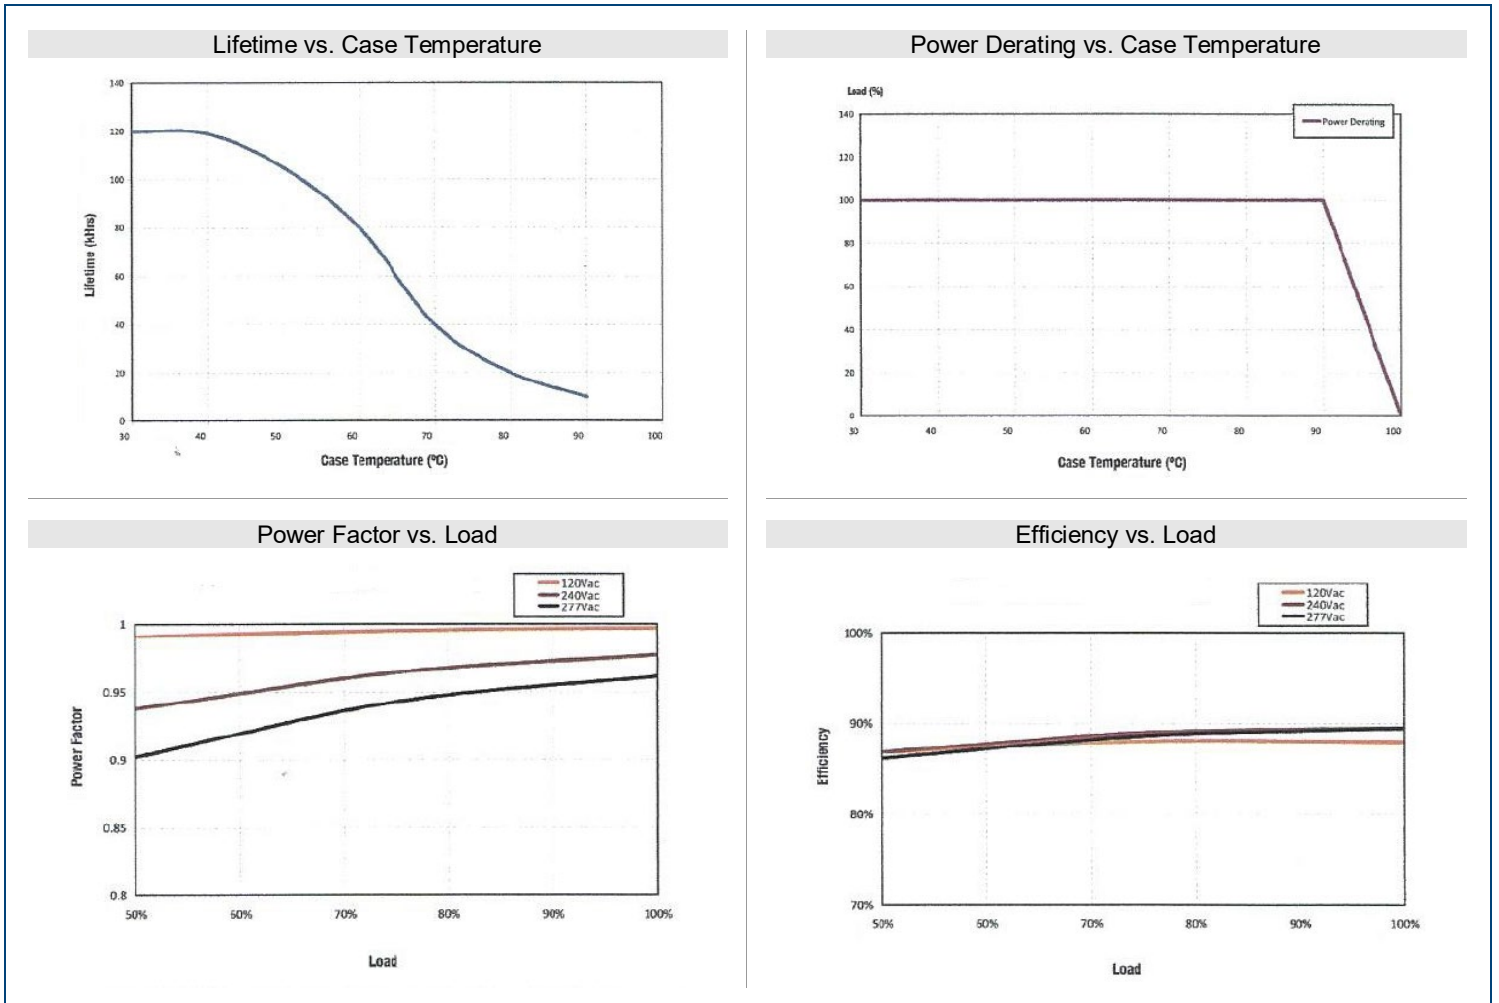 Lifetime vs. Case Temperature
140
120
100
80
60
40
20
0
Lifetime (kHrs)
30 40 50 60 70 80 90 100
Case Temperature (ºC)
Power Derating vs. Case Temperature
Load (%)
Power Derating
140
120
100
80
60
40
20
0
30 40 50 60 70 80 90 100
Case Temperature (ºC)
Power Factor vs. Load
120Vac
240Vac
277Vac
1
0.95
0.9
0.85
0.8
Power Factor
50% 60% 70% 80% 90% 100%
Load
Efficiency vs. Load
120Vac
240Vac
277Vac
100%
90%
80%
70%
Efficiency
50% 60% 70% 80% 90% 100%
Load